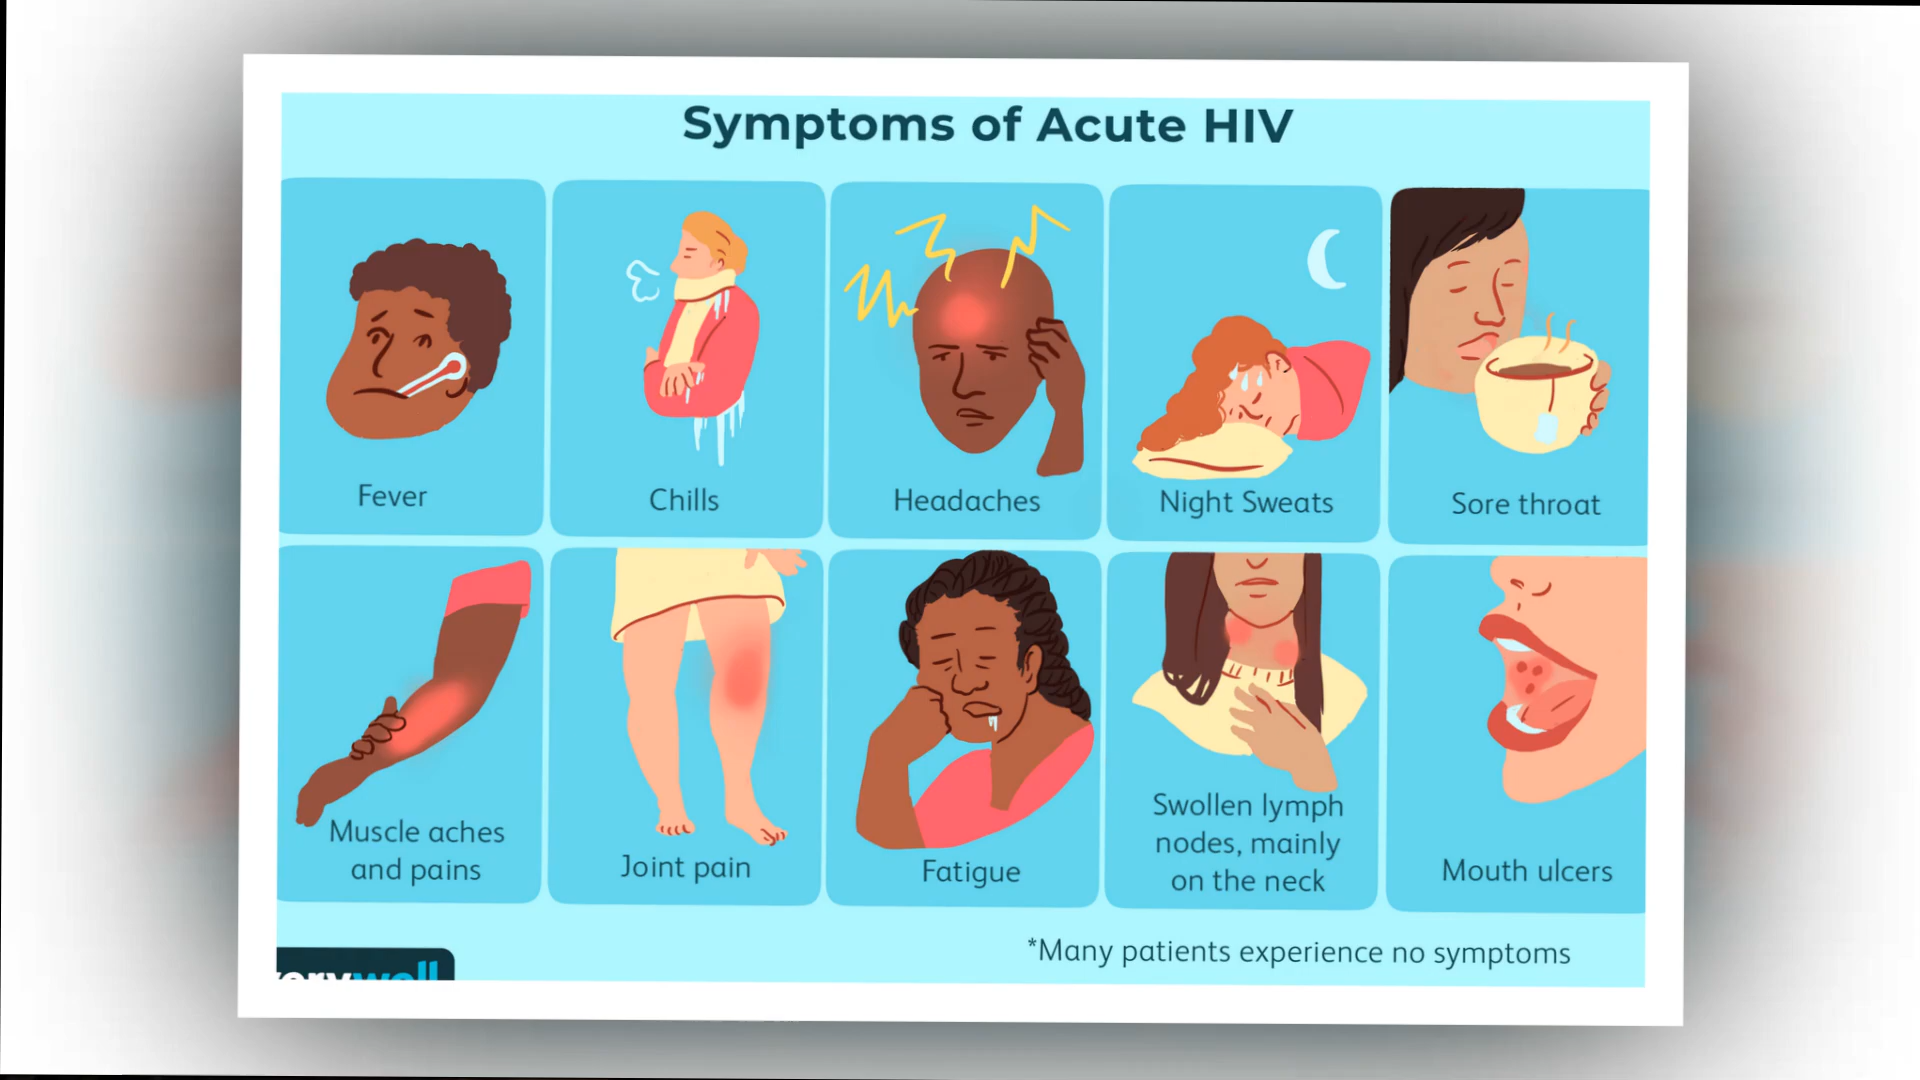 Symptoms of Acute HIV
Fever
Chills
Headaches
Night Sweats
Sore throat
Muscle aches
and pains
Joint pain
Fatigue
Swollen lymph
nodes, mainly
on the neck
Mouth ulcers
*Many patients experience no symptoms